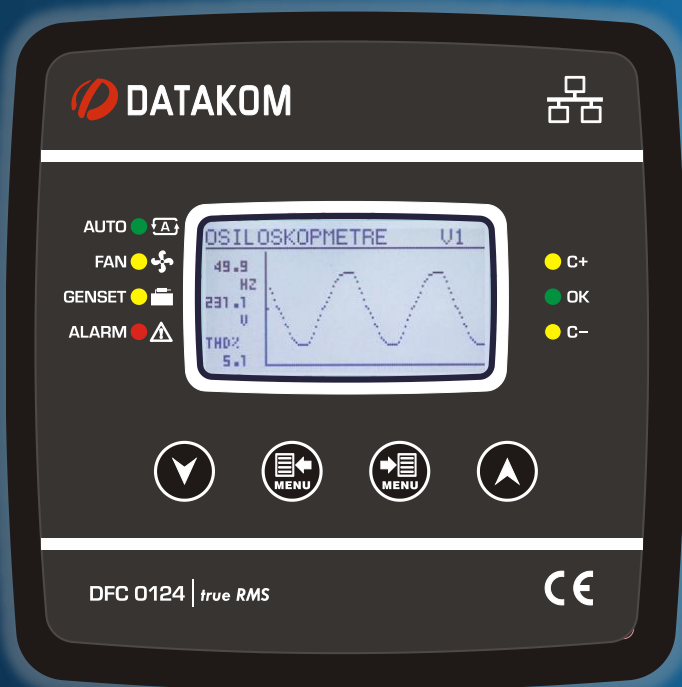 DATAKOM
AUTO A
FAN
GENSET
ALARM
OSILOSKOPMETRE V1
49.9
HZ
231.1
V
THD%
5.1
C+
OK
C-
MENU
MENU
DFC 0124 true RMS
CE